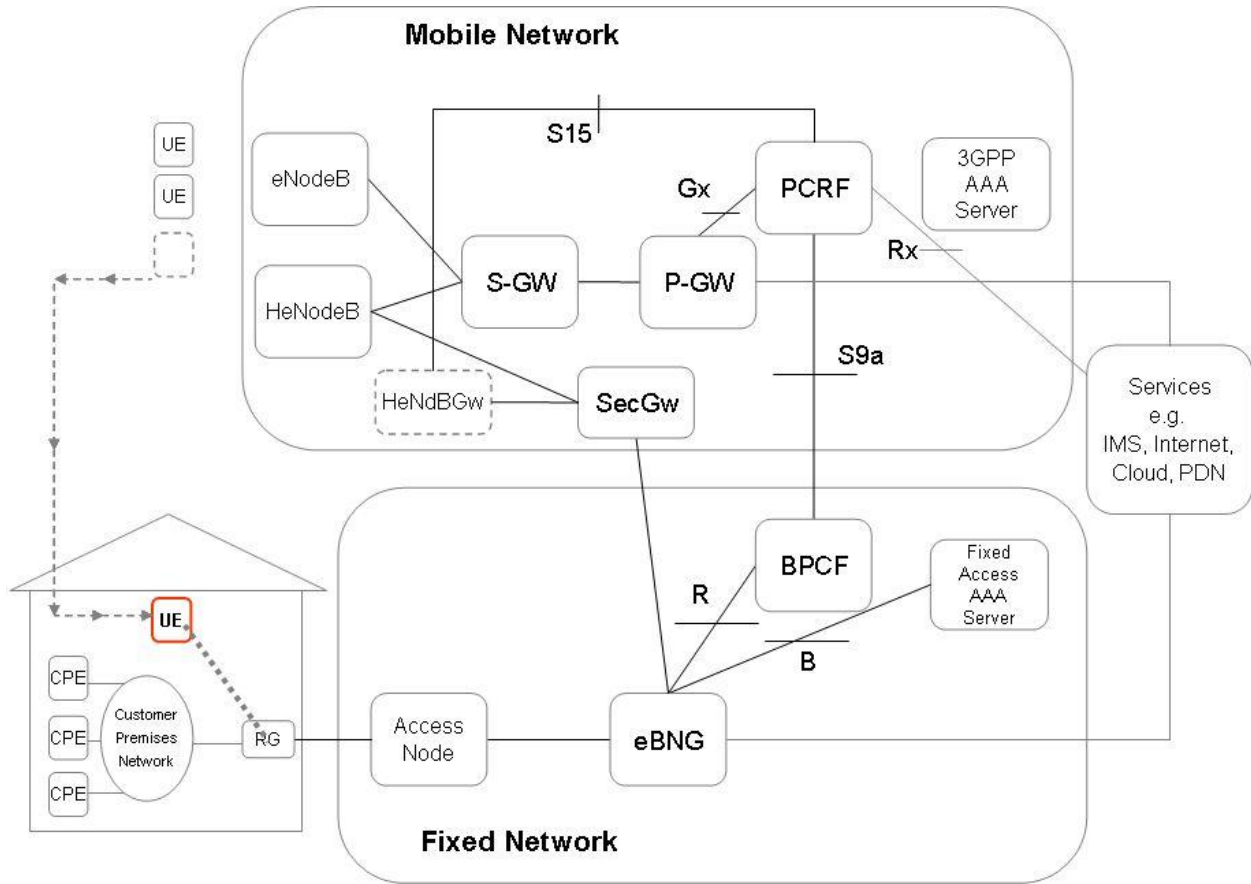 Mobile Network
S15
UE
UE
eNodeB
PCRF
3GPP
AAA
Server
Gx
Rx
S-GW
P-GW
HeNodeB
S9a
HeNdBGw
SecGw
Services
e.g.
IMS, Internet,
Cloud, PDN
BPCF
Fixed
Access
AAA
Server
R
B
UE
CPE
CPE
CPE
Customer
Premises
Network
RG
Access
Node
eBNG
Fixed Network